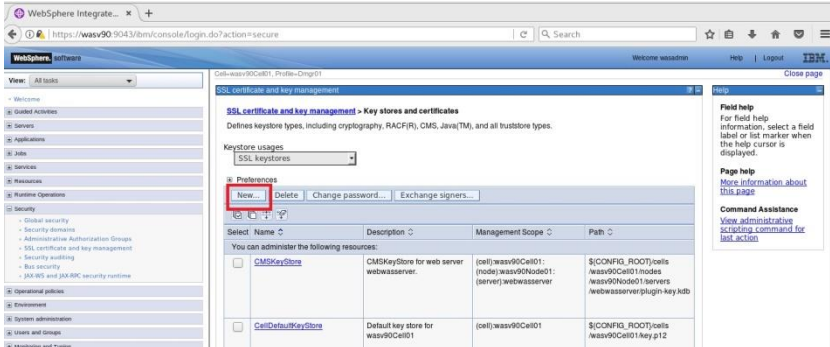 WebSphere Integrate... ×
https://wasv90:9043/ibm/console/login.do?action=secure
Search
WebSphere. software
Welcome wasadmin
Help | Logout
IBM.
View: All tasks
Cell=wasv90Cell01, Profile=Dmgr01
Close page
Welcome
Guided Activities
Servers
Applications
Jobs
Services
Resources
Runtime Operations
Security
Global security
Security domains
Administrative Authorization Groups
SSL certificate and key management
Security auditing
Bus security
JAX-WS and JAX-RPC security runtime
Operational policies
Environment
System administration
Users and Groups
Monitoring and Tuning
SSL certificate and key management
SSL certificate and key management > Key stores and certificates
Defines keystore types, including cryptography, RACF(R), CMS, Java(TM), and all truststore types.
Keystore usages
SSL keystores
Preferences
New... Delete Change password... Exchange signers...
Select Name Description Management Scope Path
You can administer the following resources:
CMSKeyStore
CMSKeyStore for web server
webwasserver.
(cell):wasv90Cell01:
(node):wasv90Node01:
(server):webwasserver
${CONFIG_ROOT}/cells
/wasv90Cell01/nodes
/wasv90Node01/servers
/webwasserver/plugin-key.kdb
CellDefaultKeyStore
Default key store for
wasv90Cell01
(cell):wasv90Cell01
${CONFIG_ROOT}/cells
/wasv90Cell01/key.p12
Help
Field help
For field help
information, select a field
label or list marker when
the help cursor is
displayed.
Page help
More information about
this page
Command Assistance
View administrative
scripting command for
last action